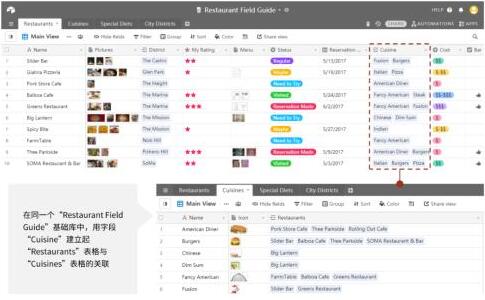 Restaurant Field Guide
HELP
Restaurants
Cuisines
Special Diets
City Districts
SHARE
AUTOMATIONS
APPS
Main View
Hide fields
Filter
Group
Sort
Color
Share view
Name
Pictures
District
My Rating
Menu
Status
Reservation ...
Cuisine
Cost
Bar
1 Slider Bar The Castro ★★ Regular 5/13/2017 Fusion Burgers $$
2 Gialina Pizzeria Glen Park ★ Maybe 5/18/2017 Italian Pizza
3 Pork Store Cafe The Haight Need to Try American Diner $
4 Balboa Cafe The Marina ★★ Visited 5/24/2017 Fancy American Steak
5 Greens Restaurant The Marina ★★★ Reservation Made 6/2/2017 Fancy American $$$
6 Big Lantern The Mission Need to Try Chinese Dim Sum $
7 Spicy Bite The Mission ★ Maybe 5/27/2017 Indian
8 FarmTable Nob Hill Need to Try Fancy American
9 Thee Parkside Potrero Hill ★★★ Reservation Made 5/9/2017 American Diner Burgers $
10 SOMA Restaurant & Bar SoMa ★★ Visited 5/3/2017 Italian Burgers Pizza $$
在同一个“Restaurant Field
Guide”基础库中，用字段
“Cuisine”建立起
“Restaurants”表格与
“Cuisines”表格的关联
Restaurants
Cuisines
Special Diets
City Districts
Main View
Hide fields
Filter
Group
Sort
Color
Share view
Name
Icon
Restaurants
1 American Diner Pork Store Cafe Thee Parkside Rolling Out Cafe
2 Burgers Slider Bar Balboa Cafe Thee Parkside SOMA Restaurant & Bar
3 Chinese Big Lantern
4 Dim Sum Big Lantern
5 Fancy American FarmTable Balboa Cafe Greens Restaurant
6 Fusion Slider Bar Greens Restaurant